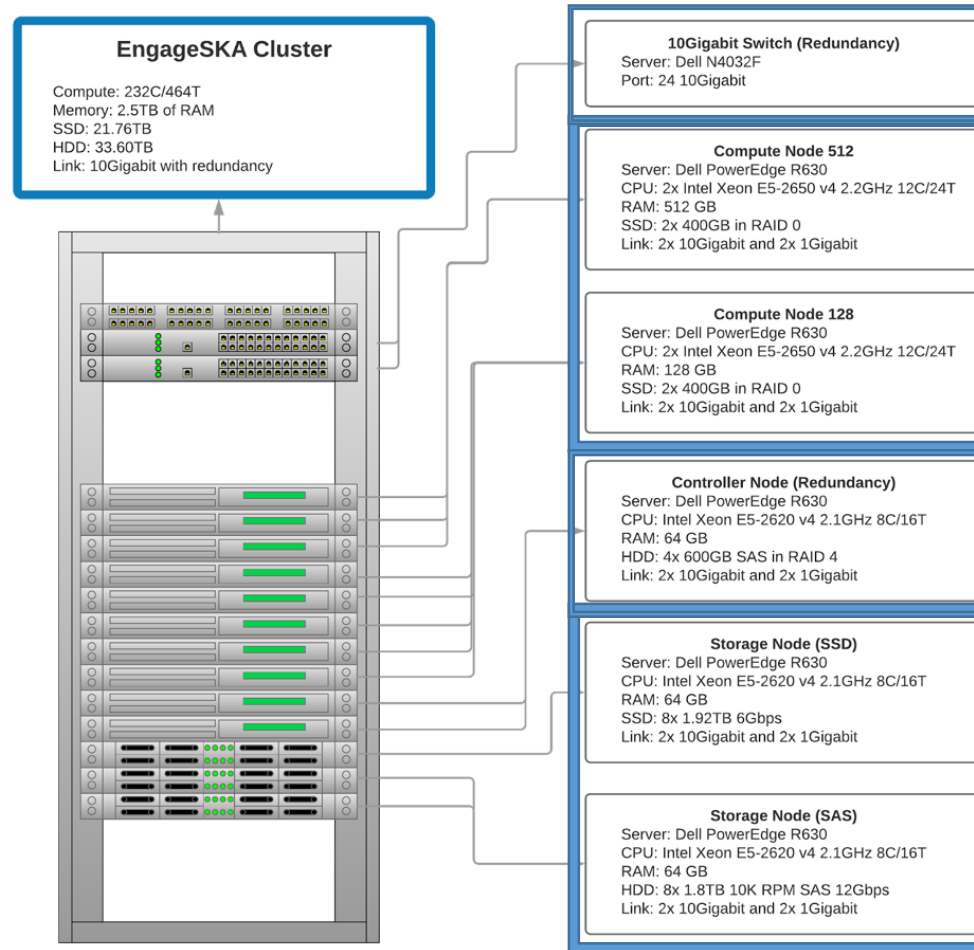 EngageSKA Cluster
Compute: 232C/464T
Memory: 2.5TB of RAM
SSD: 21.76TB
HDD: 33.60TB
Link: 10Gigabit with redundancy
10Gigabit Switch (Redundancy)
Server: Dell N4032F
Port: 24 10Gigabit
Compute Node 512
Server: Dell PowerEdge R630
CPU: 2x Intel Xeon E5-2650 v4 2.2GHz 12C/24T
RAM: 512 GB
SSD: 2x 400GB in RAID 0
Link: 2x 10Gigabit and 2x 1Gigabit
Compute Node 128
Server: Dell PowerEdge R630
CPU: 2x Intel Xeon E5-2650 v4 2.2GHz 12C/24T
RAM: 128 GB
SSD: 2x 400GB in RAID 0
Link: 2x 10Gigabit and 2x 1Gigabit
Controller Node (Redundancy)
Server: Dell PowerEdge R630
CPU: Intel Xeon E5-2620 v4 2.1GHz 8C/16T
RAM: 64 GB
HDD: 4x 600GB SAS in RAID 4
Link: 2x 10Gigabit and 2x 1Gigabit
Storage Node (SSD)
Server: Dell PowerEdge R630
CPU: Intel Xeon E5-2620 v4 2.1GHz 8C/16T
RAM: 64 GB
SSD: 8x 1.92TB 6Gbps
Link: 2x 10Gigabit and 2x 1Gigabit
Storage Node (SAS)
Server: Dell PowerEdge R630
CPU: Intel Xeon E5-2620 v4 2.1GHz 8C/16T
RAM: 64 GB
HDD: 8x 1.8TB 10K RPM SAS 12Gbps
Link: 2x 10Gigabit and 2x 1Gigabit